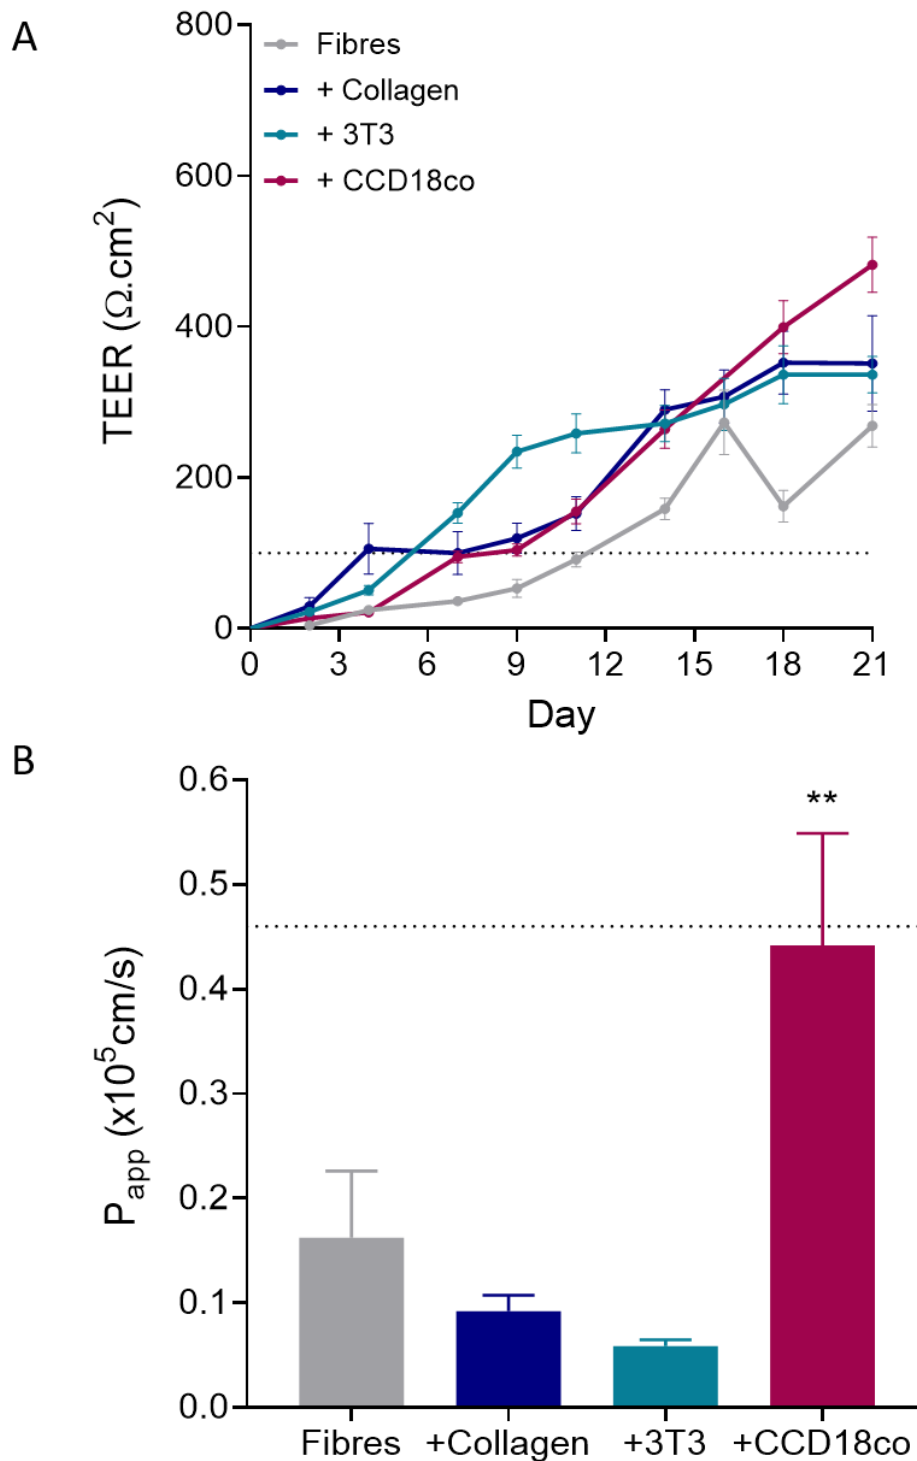 A
800
600
400
200
0
TEER (Ω.cm²)
Fibres
+ Collagen
+ 3T3
+ CCD18co
0 3 6 9 12 15 18 21
Day
B
0.6
0.5
0.4
0.3
0.2
0.1
0.0
Papp (x10⁵cm/s)
**
Fibres +Collagen +3T3 +CCD18co